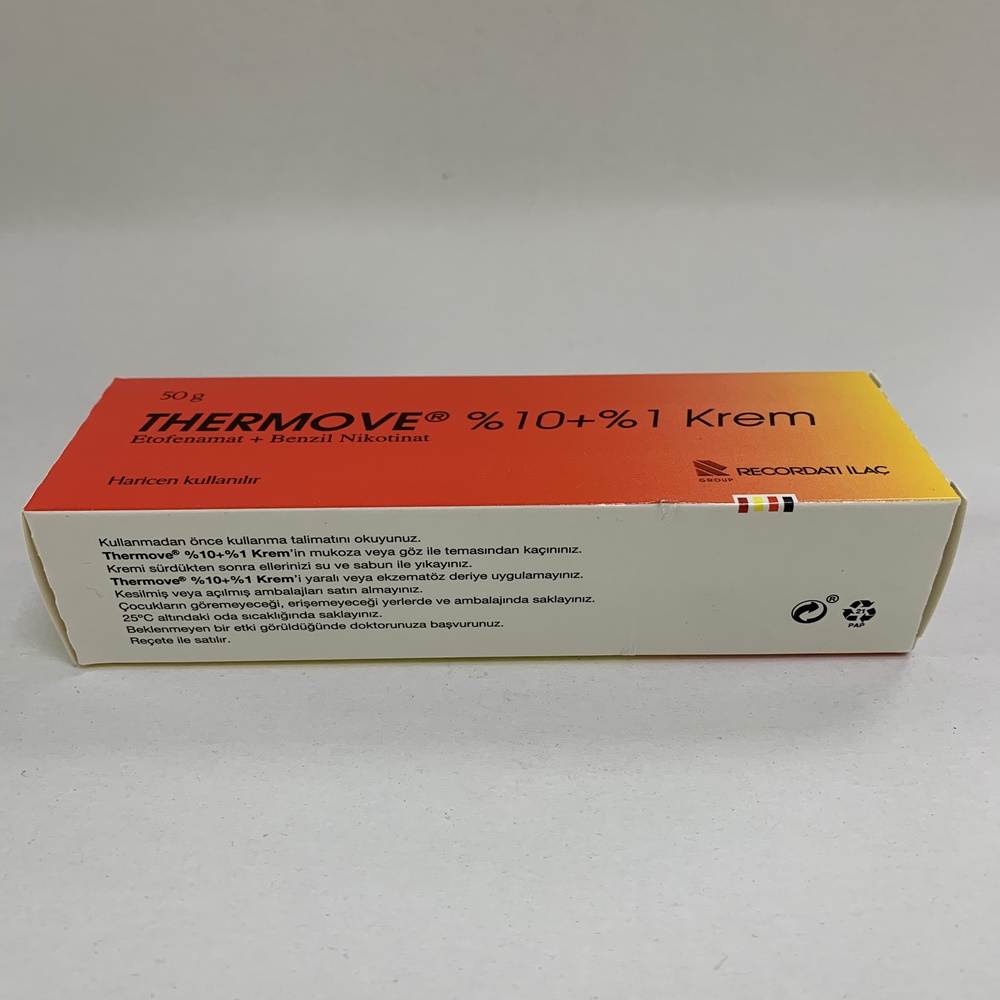 50 g
THERMOVE® %10+%1 Krem
Etofenamat + Benzil Nikotinat
Haricen kullanılır
GROUP
RECORDATI İLAÇ
Kullanmadan önce kullanma talimatını okuyunuz.
Thermove® %10+%1 Krem'in mukoza veya göz ile temasından kaçınınız.
Kremi sürdükten sonra ellerinizi su ve sabun ile yıkayınız.
Thermove® %10+%1 Krem'i yaralı veya ekzematöz deriye uygulamayınız.
Kesilmiş veya açılmış ambalajları satın almayınız.
Çocukların göremeyeceği, erişemeyeceği yerlerde ve ambalajında saklayınız.
25°C altındaki oda sıcaklığında saklayınız.
Beklenmeyen bir etki görüldüğünde doktorunuza başvurunuz.
Reçete ile satılır.
®
21
PAP